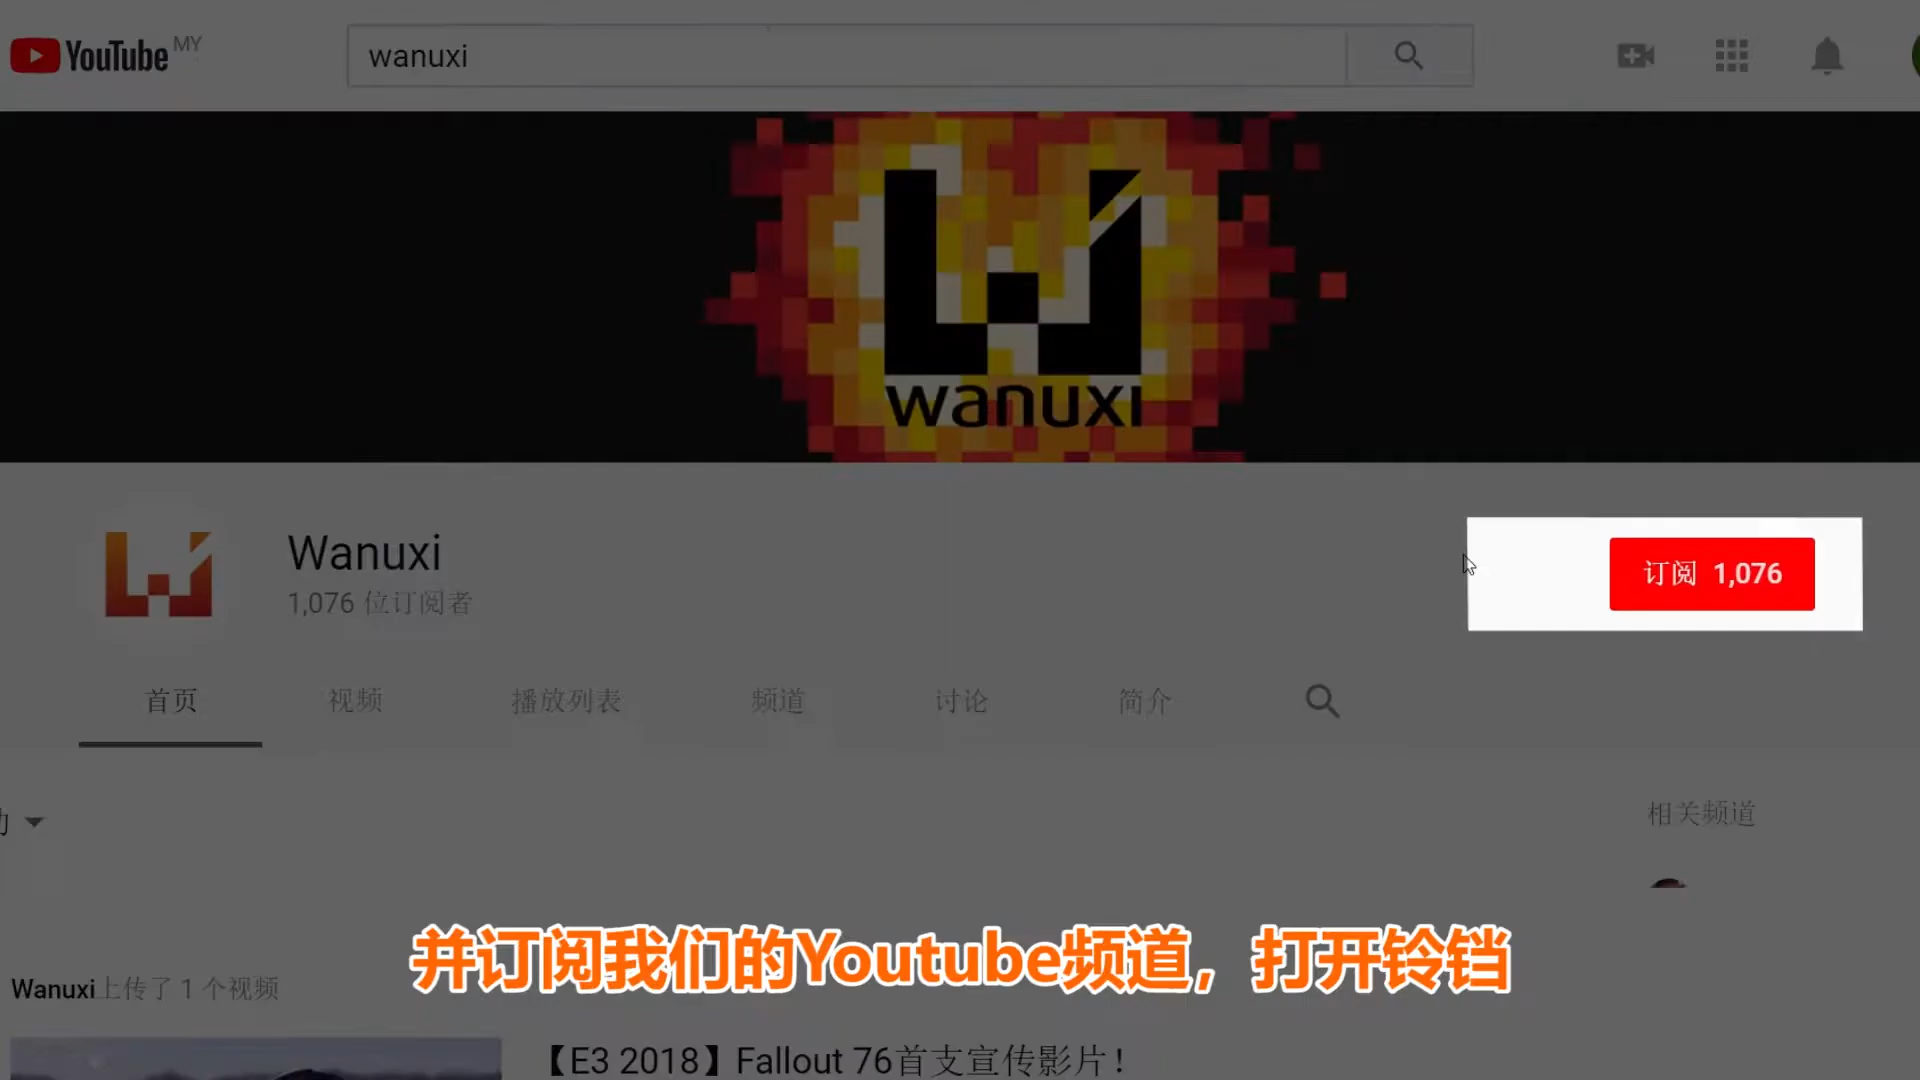 YouTube MY
wanuxi
wanuxi
Wanuxi
1,076 位订阅者
订阅 1,076
首页 视频 播放列表 频道 讨论 简介
相关频道
并订阅我们的Youtube频道，打开铃铛
Wanuxi上传了 1 个视频
【E3 2018】Fallout 76首支宣传影片！